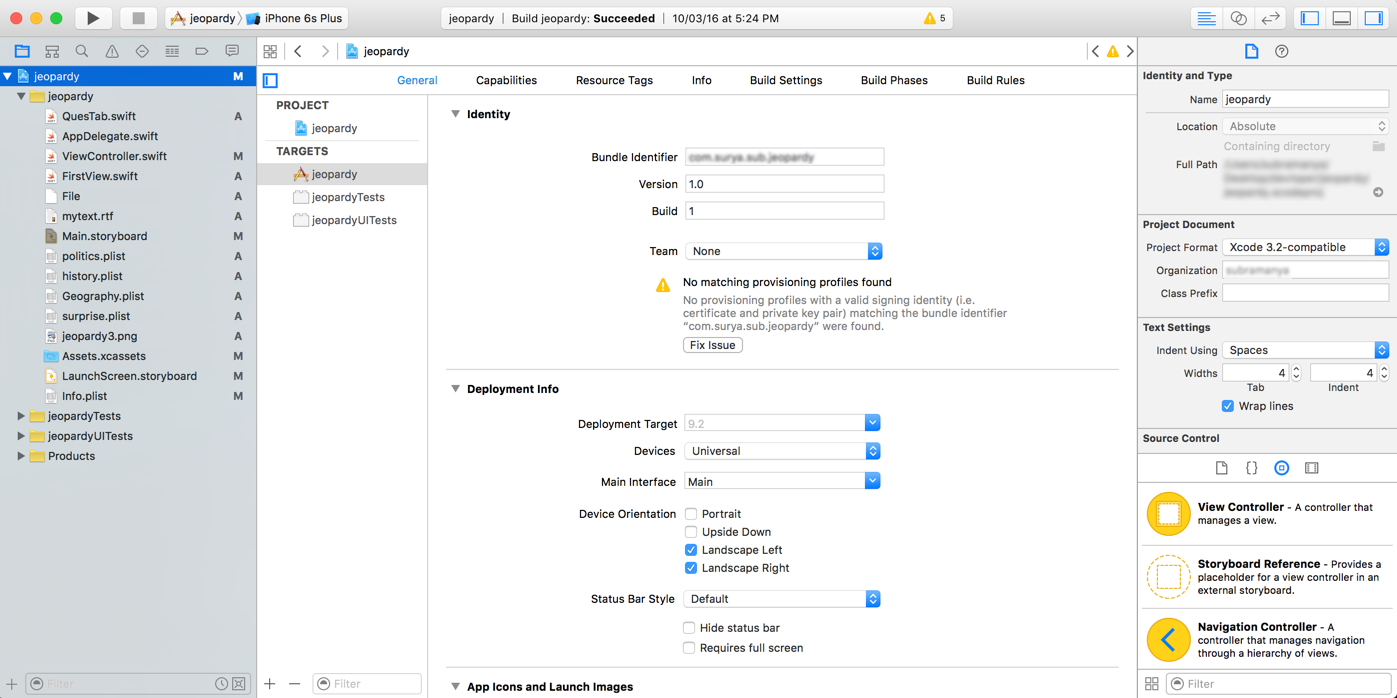 jeopardy iPhone 6s Plus
jeopardy | Build jeopardy: Succeeded | 10/03/16 at 5:24 PM 5
jeopardy M
jeopardy
QuesTab.swift A
AppDelegate.swift
ViewController.swift M
FirstView.swift A
File A
mytext.rtf A
Main.storyboard M
politics.plist A
history.plist A
Geography.plist A
surprise.plist A
jeopardy3.png A
Assets.xcassets M
LaunchScreen.storyboard M
Info.plist M
jeopardyTests
jeopardyUITests
Products
Filter
jeopardy
General Capabilities Resource Tags Info Build Settings Build Phases Build Rules
PROJECT
jeopardy
TARGETS
jeopardy
jeopardyTests
jeopardyUITests
Filter
Identity
Bundle Identifier com.surya.sub.jeopardy
Version 1.0
Build 1
Team None
No matching provisioning profiles found
No provisioning profiles with a valid signing identity (i.e.
certificate and private key pair) matching the bundle identifier
“com.surya.sub.jeopardy” were found.
Fix Issue
Deployment Info
Deployment Target 9.2
Devices Universal
Main Interface Main
Device Orientation Portrait
Upside Down
Landscape Left
Landscape Right
Status Bar Style Default
Hide status bar
Requires full screen
App Icons and Launch Images
Identity and Type
Name jeopardy
Location Absolute
Containing directory
Full Path
Project Document
Project Format Xcode 3.2-compatible
Organization subramanya
Class Prefix
Text Settings
Indent Using Spaces
Widths 4 4
Tab Indent
Wrap lines
Source Control
{}
View Controller - A controller that
manages a view.
Storyboard Reference - Provides a
placeholder for a view controller in an
external storyboard.
Navigation Controller - A
controller that manages navigation
through a hierarchy of views.
Filter